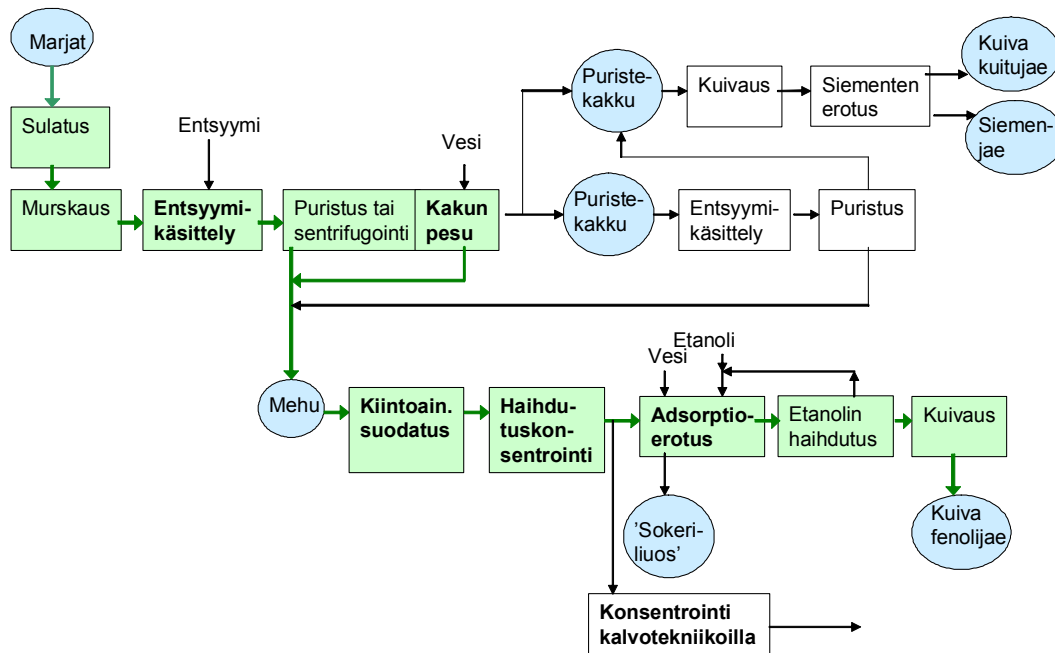 Marjat
Sulatus
Murskaus
Entsyymi
Entsyymi-
käsittely
Puristus tai
sentrifugointi
Vesi
Kakun
pesu
Puriste-
kakku
Kuivaus
Siementen
erotus
Kuiva
kuitujae
Siemen-
jae
Puriste-
kakku
Entsyymi-
käsittely
Puristus
Mehu
Kiintoain.
suodatus
Haihdu-
tuskon-
sentrointi
Vesi
Etanoli
Adsorptio-
erotus
Etanolin
haihdutus
Kuivaus
'Sokeri-
liuos'
Kuiva
fenolijae
Konsentrointi
kalvotekniikoilla